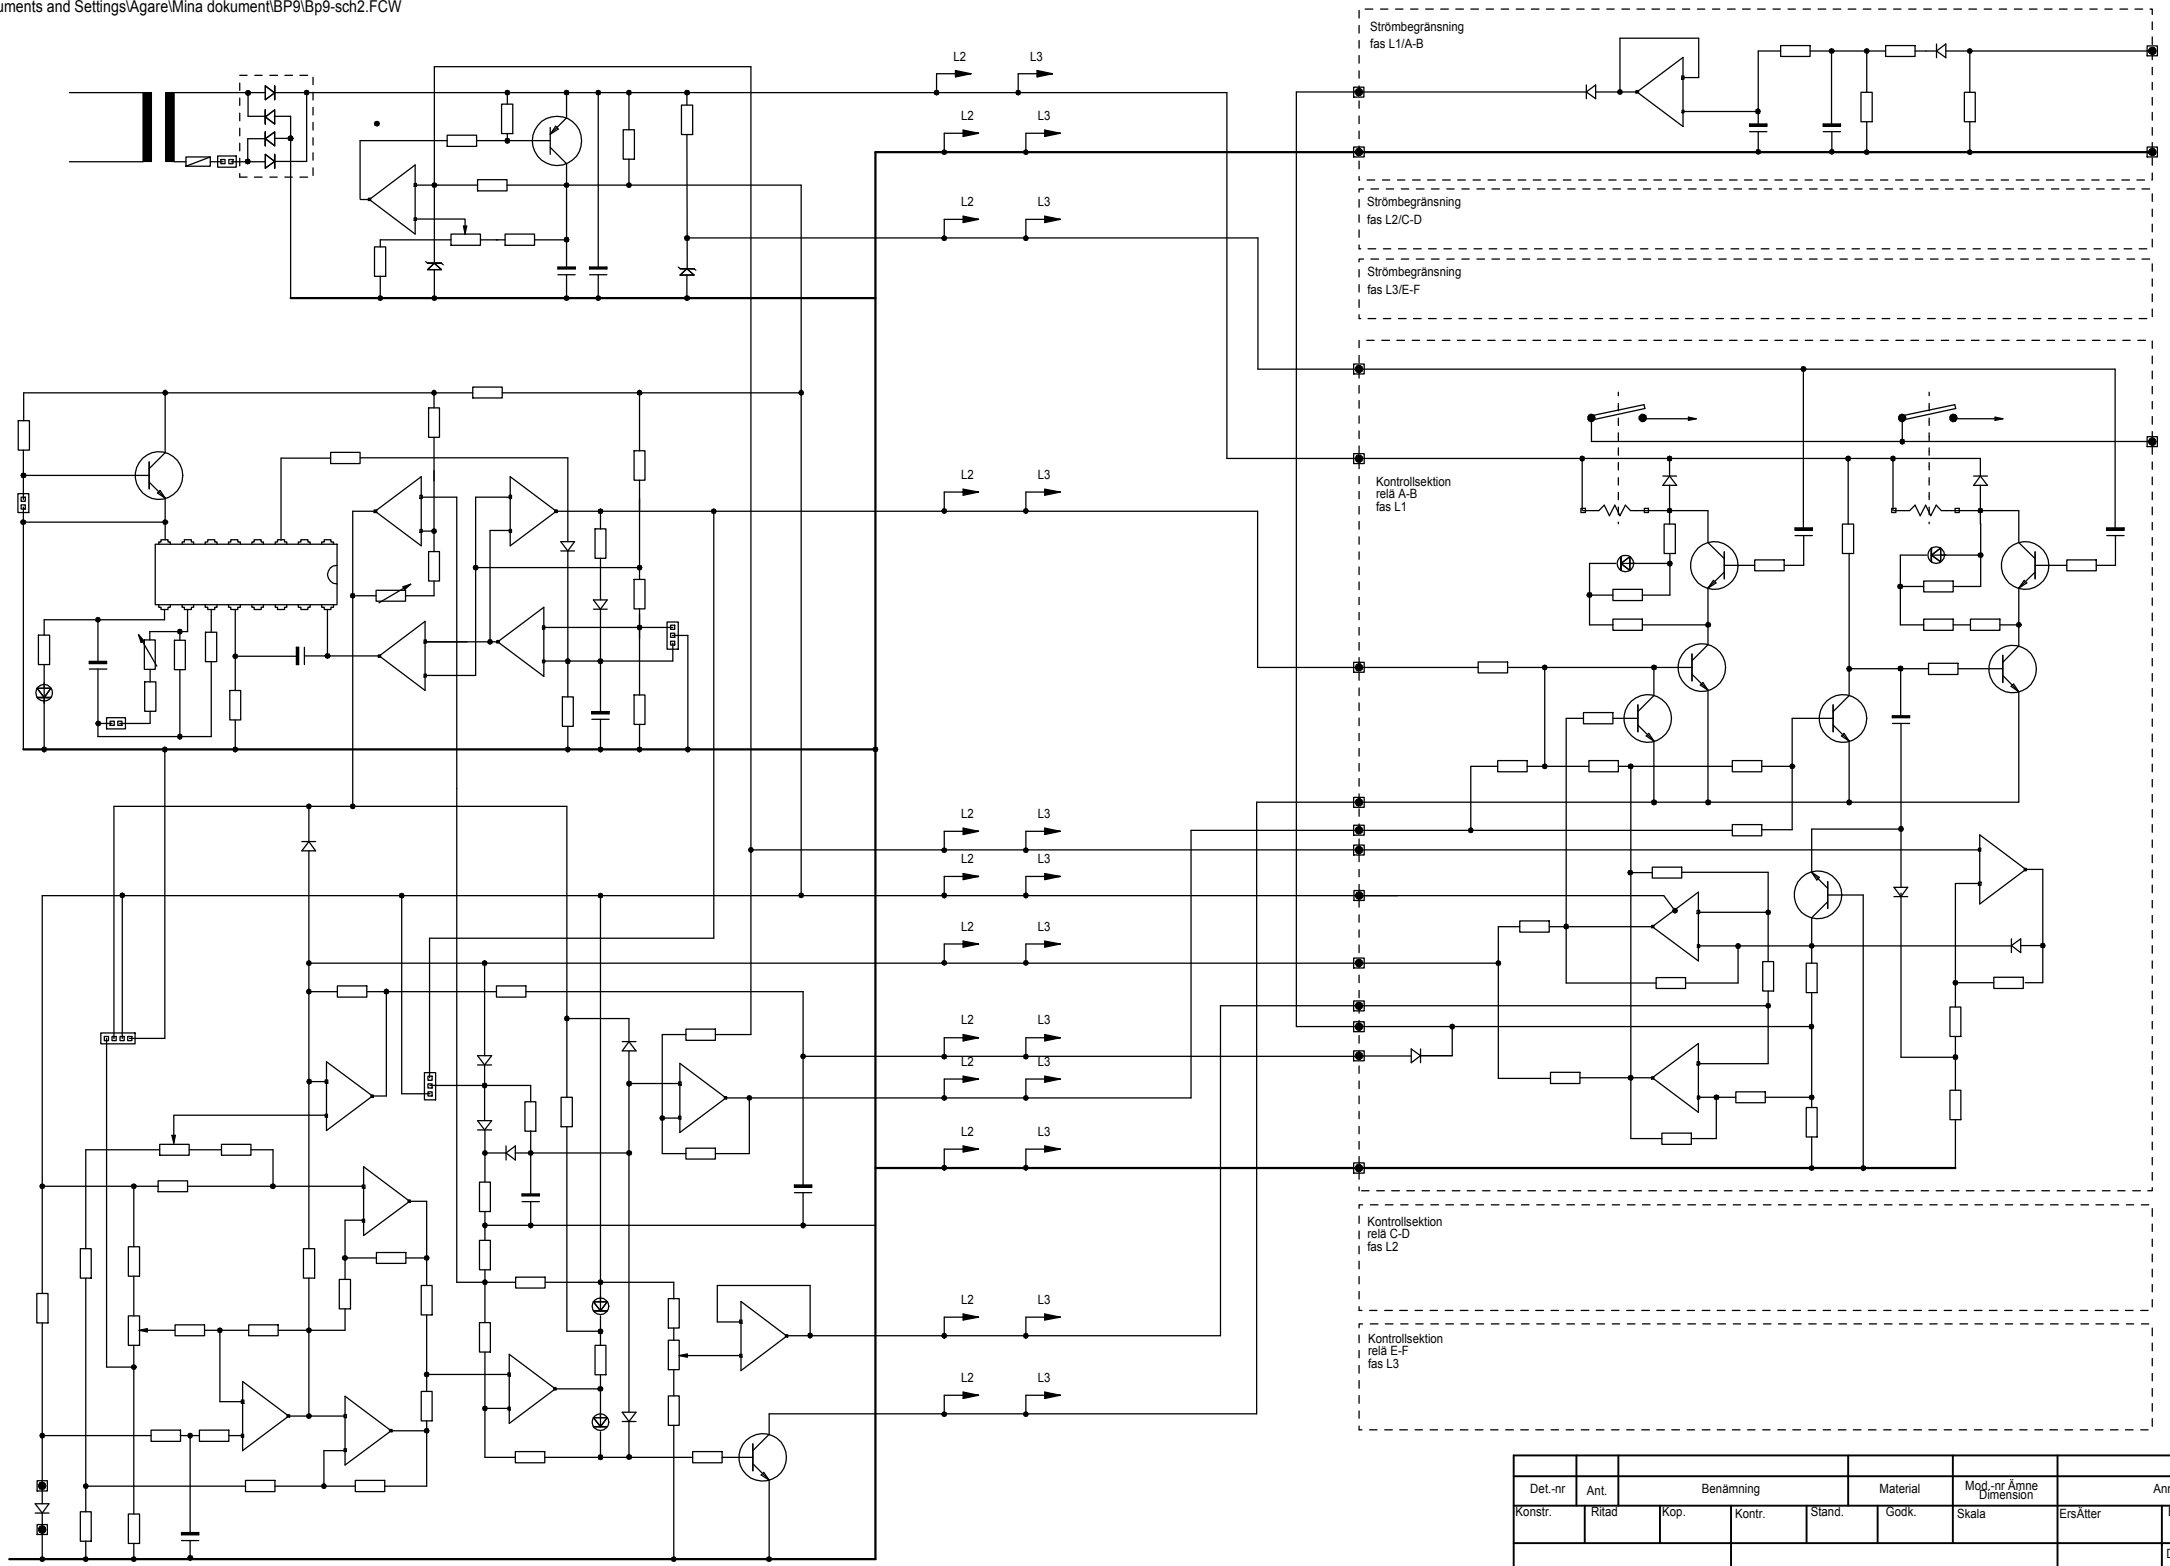 uments and Settings\Ägare\Mina dokument\BP9\Bp9-sch2.FCW
Strömbegränsning
fas L1/A-B
L2 L3
L2 L3
Strömbegränsning
fas L2/C-D
L2 L3
Strömbegränsning
fas L3/E-F
Kontrollsektion
relä A-B
fas L1
L2 L3
L2 L3
L2 L3
L2 L3
L2 L3
L2 L3
L2 L3
Kontrollsektion
relä C-D
fas L2
L2 L3
Kontrollsektion
relä E-F
fas L3
L2 L3
Det.-nr Ant. Benämning Material Mod.-nr Ämne
Dimension
Konstr. Ritad Kop. Kontr. Stand. Godk. Skala ErsÄtter